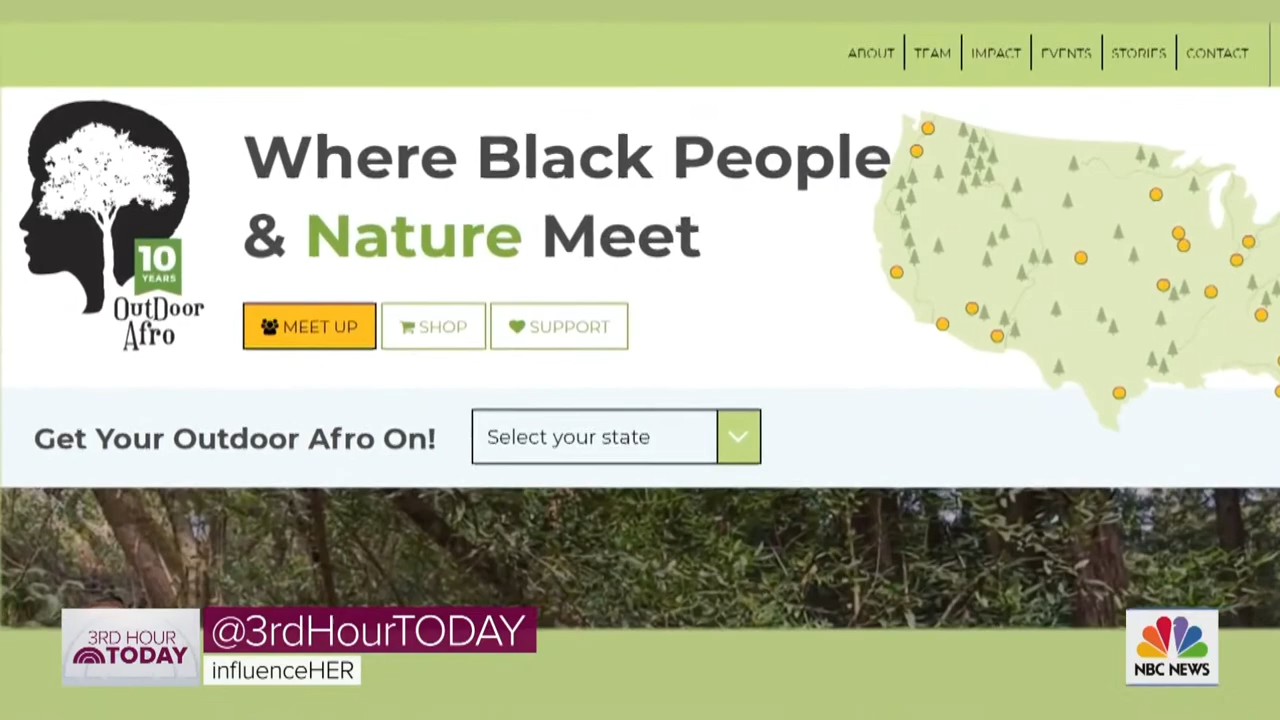 ABOUT TEAM IMPACT EVENTS STORIES CONTACT
Where Black People
& Nature Meet
10
YEARS
OutDoor
Afro
MEET UP SHOP SUPPORT
Get Your Outdoor Afro On! Select your state
3RD HOUR
TODAY
@3rdHourTODAY
influenceHER
NBC NEWS